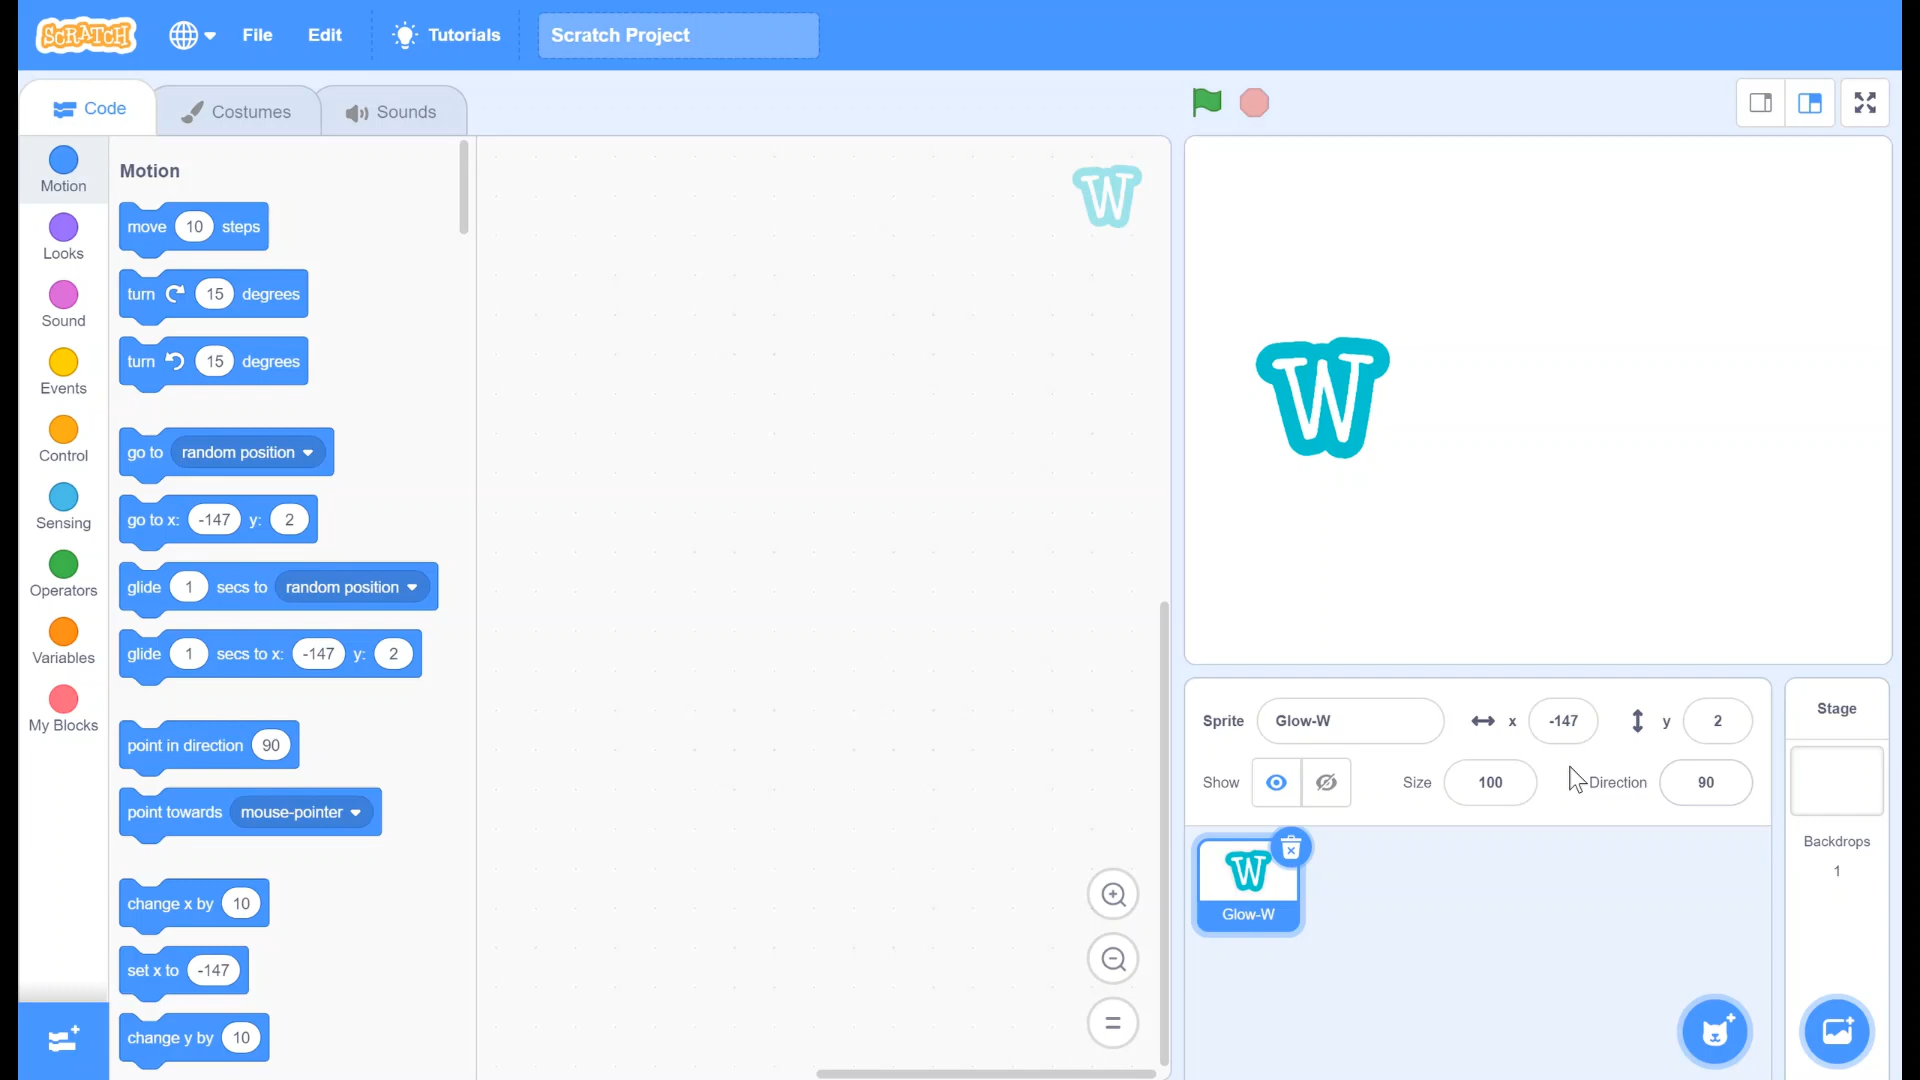 SCRATCH File Edit Tutorials Scratch Project
Code Costumes Sounds
Motion
Looks
Sound
Events
Control
Sensing
Operators
Variables
My Blocks
Motion
move 10 steps
turn 15 degrees
turn 15 degrees
go to random position
go to x: -147 y: 2
glide 1 secs to random position
glide 1 secs to x: -147 y: 2
point in direction 90
point towards mouse-pointer
change x by 10
set x to -147
change y by 10
W
W
Sprite Glow-W x -147 y 2
Show Size 100 Direction 90
W
Glow-W
Stage
Backdrops
1